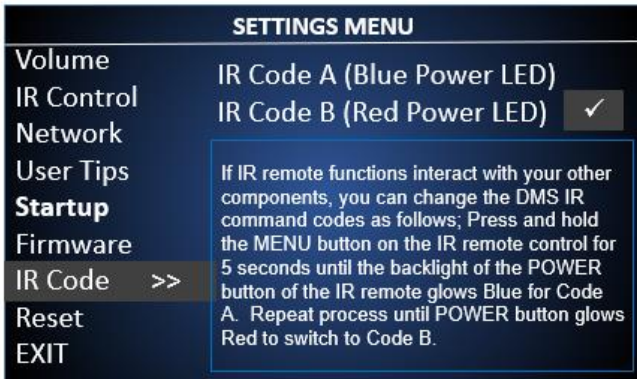 SETTINGS MENU
Volume
IR Control
Network
User Tips
Startup
Firmware
IR Code >>
Reset
EXIT
IR Code A (Blue Power LED)
IR Code B (Red Power LED) ✓
If IR remote functions interact with your other
components, you can change the DMS IR
command codes as follows; Press and hold
the MENU button on the IR remote control for
5 seconds until the backlight of the POWER
button of the IR remote glows Blue for Code
A.  Repeat process until POWER button glows
Red to switch to Code B.